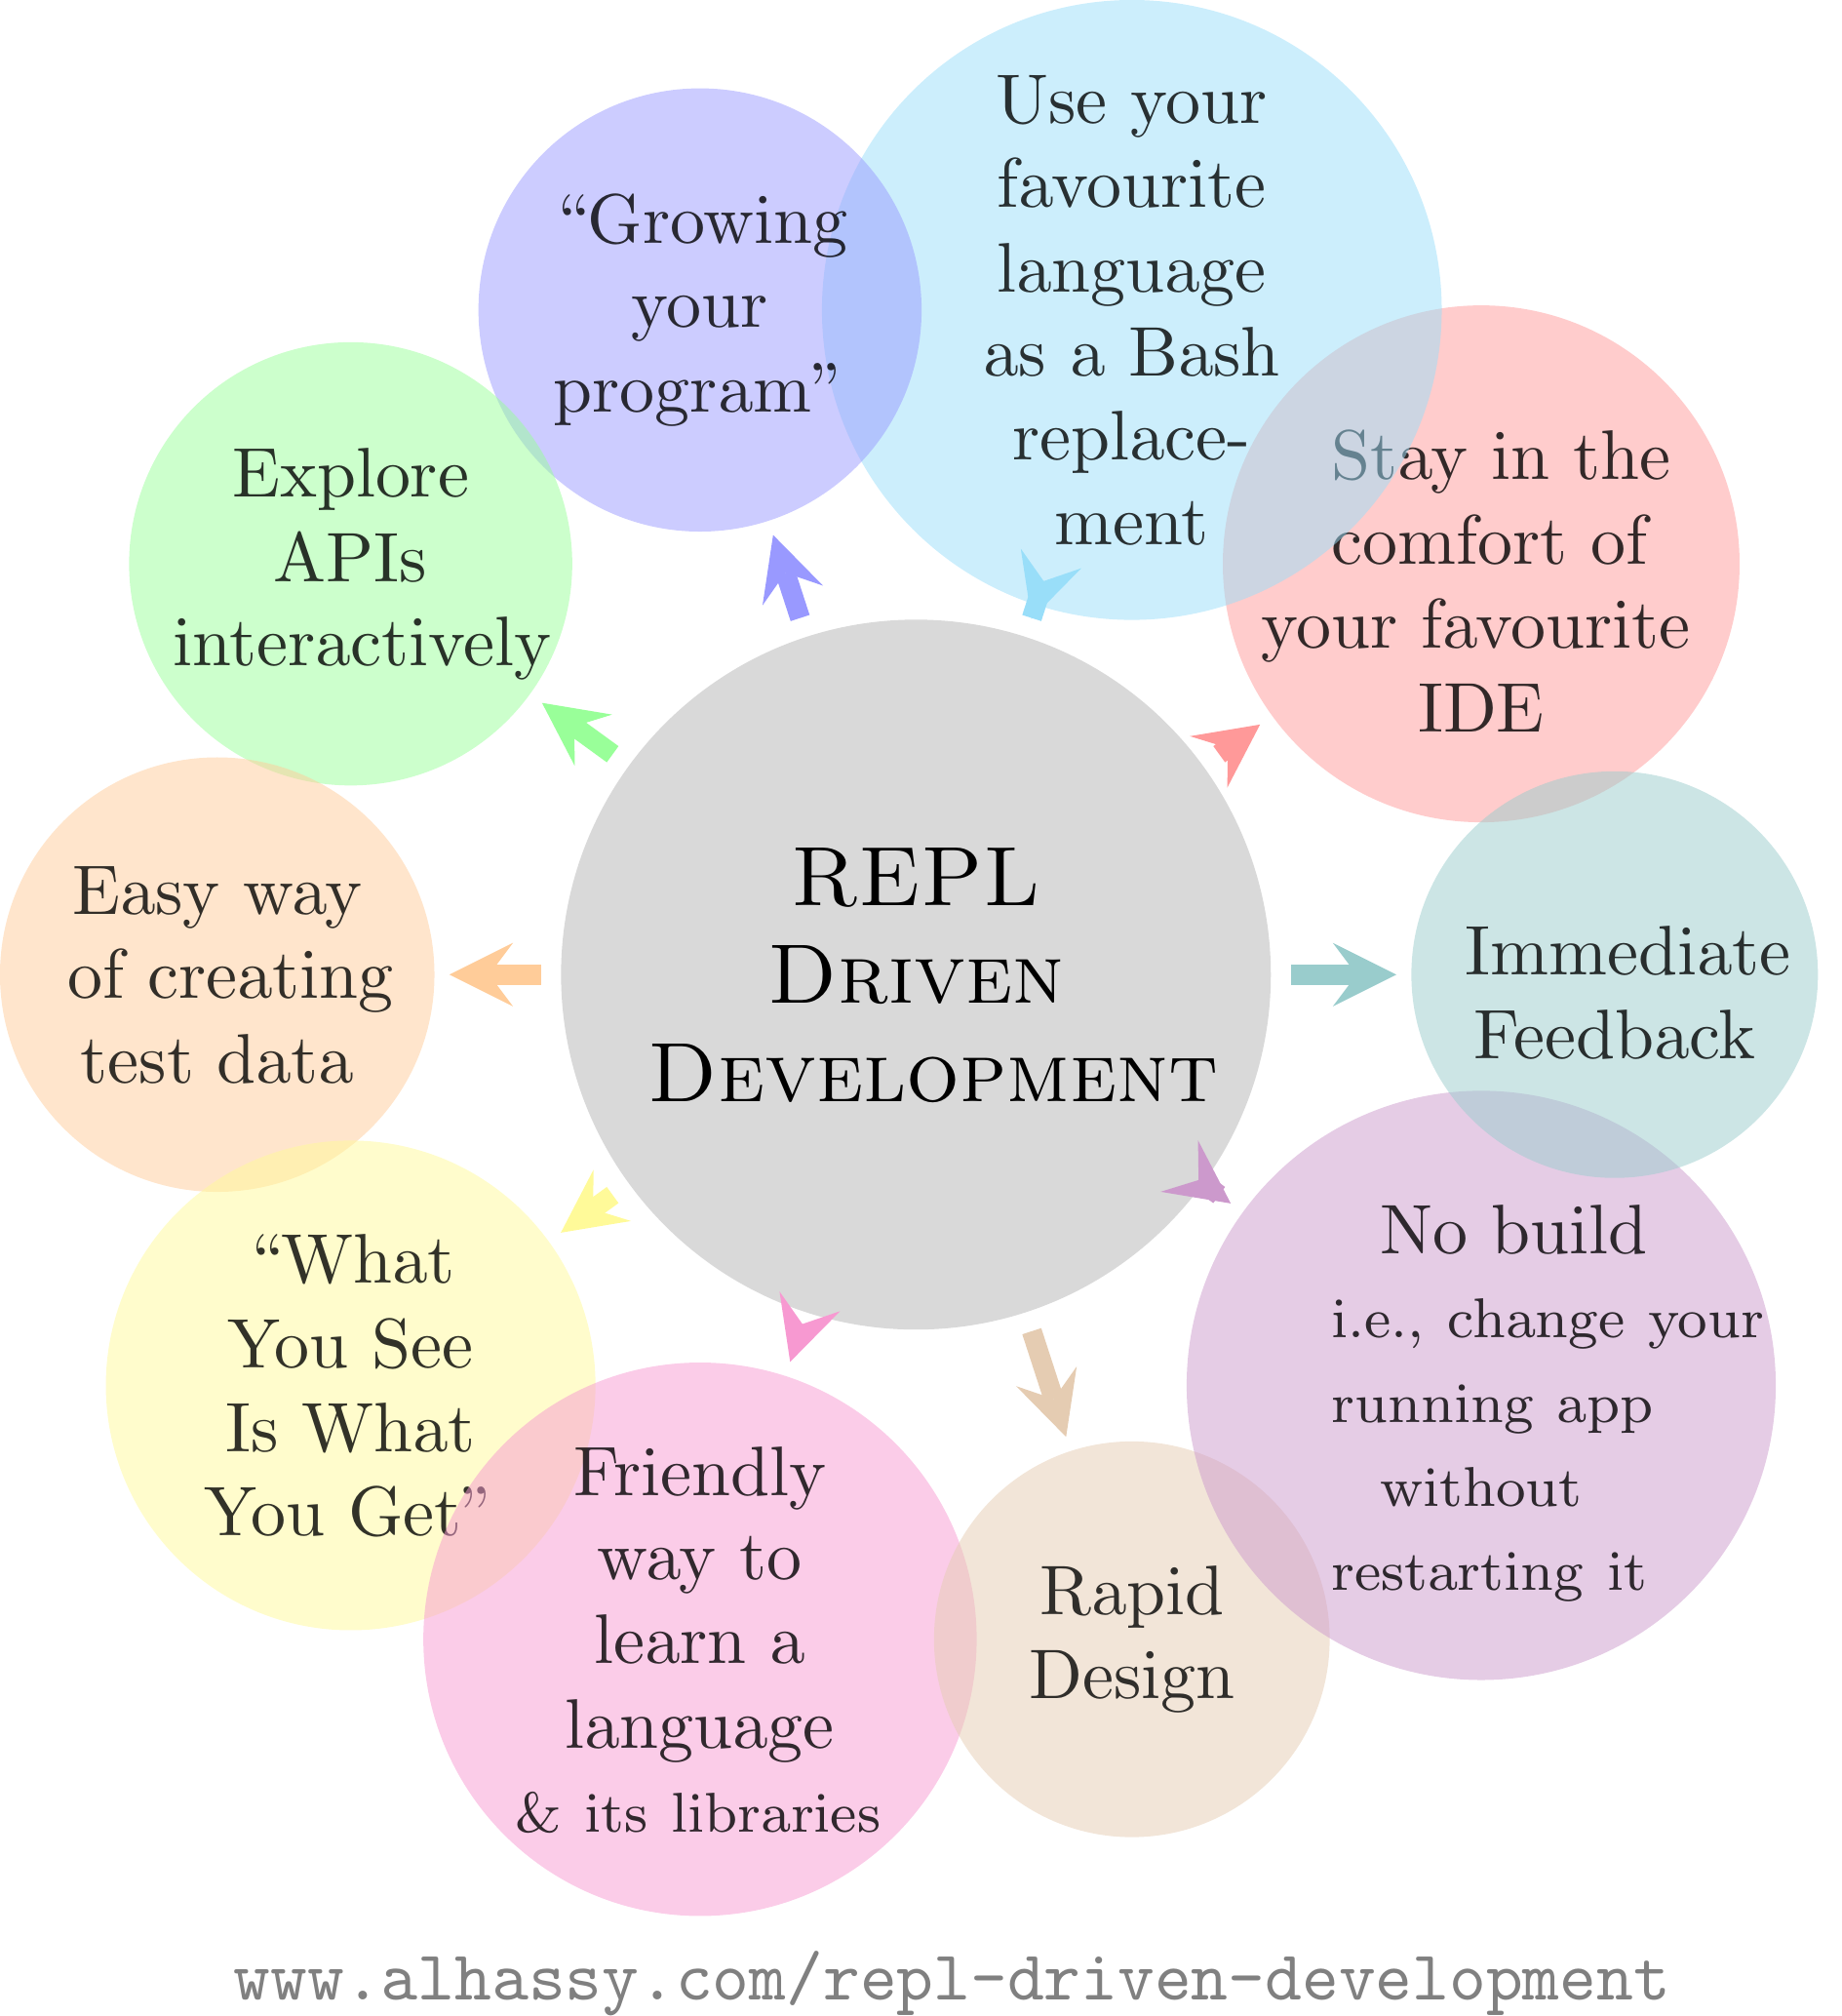 Use your
favourite
language
as a Bash
replace-
ment
“Growing
your
program”
Stay in the
comfort of
your favourite
IDE
Explore
APIs
interactively
REPL
DRIVEN
DEVELOPMENT
Easy way
of creating
test data
Immediate
Feedback
“What
You See
Is What
You Get”
No build
i.e., change your
running app
without
restarting it
Friendly
way to
learn a
language
& its libraries
Rapid
Design
www.alhassy.com/repl-driven-development